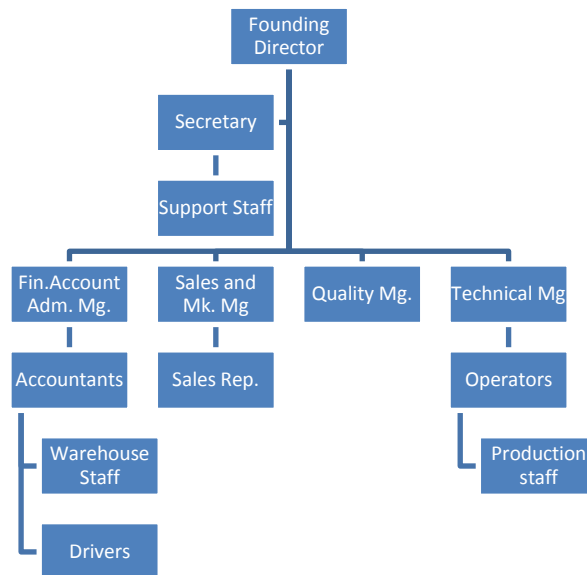 Founding
Director
Secretary
Support Staff
Fin.Account
Adm. Mg.
Sales and
Mk. Mg
Quality Mg.
Technical Mg
Accountants
Sales Rep.
Operators
Warehouse
Staff
Production
staff
Drivers